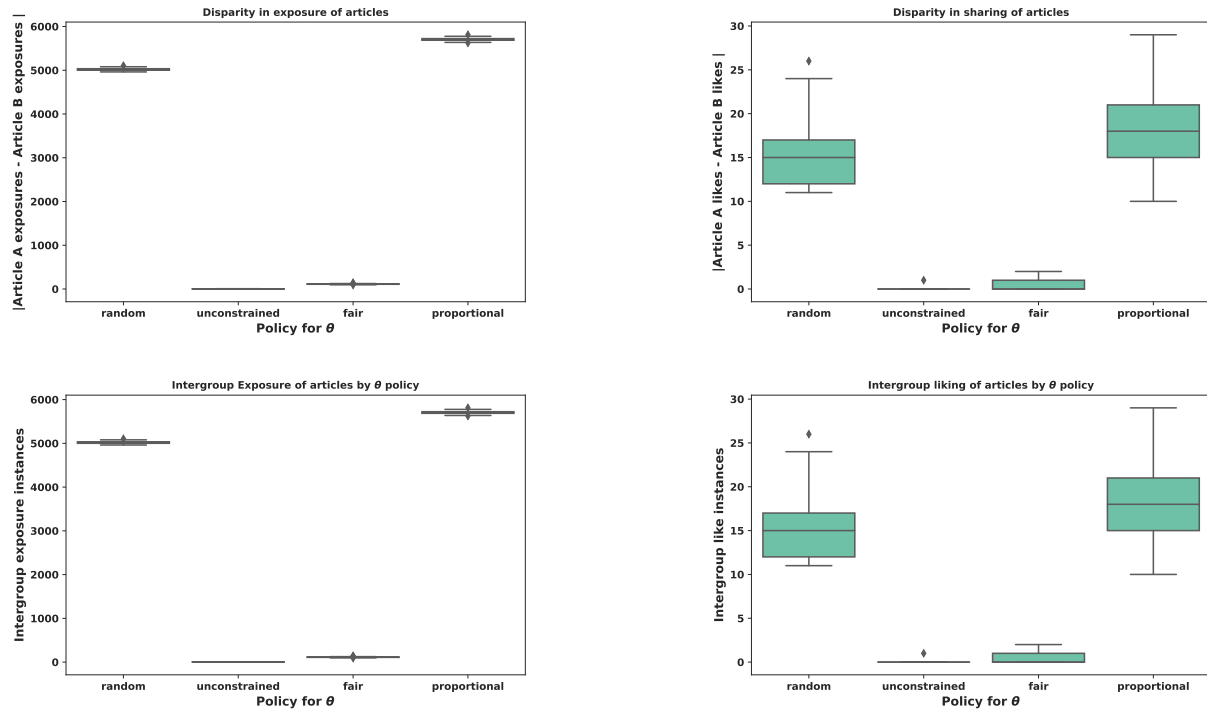 Disparity in exposure of articles
|Article A exposures - Article B exposures |
6000
5000
4000
3000
2000
1000
0
random unconstrained fair proportional
Policy for θ
Disparity in sharing of articles
|Article A likes - Article B likes |
30
25
20
15
10
5
0
random unconstrained fair proportional
Policy for θ
Intergroup Exposure of articles by θ policy
Intergroup exposure instances
6000
5000
4000
3000
2000
1000
0
random unconstrained fair proportional
Policy for θ
Intergroup liking of articles by θ policy
Intergroup like instances
30
25
20
15
10
5
0
random unconstrained fair proportional
Policy for θ